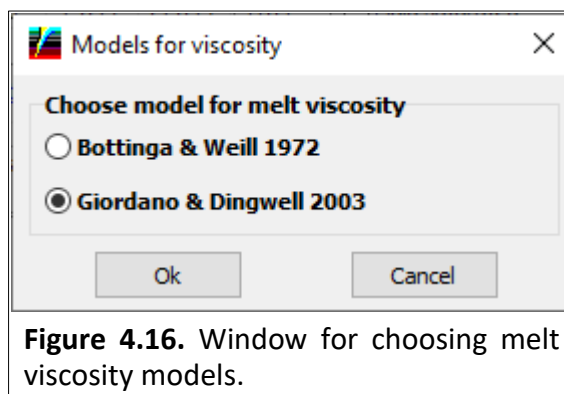 Models for viscosity
Choose model for melt viscosity
Bottinga & Weill 1972
Giordano & Dingwell 2003
Ok Cancel
Figure 4.16. Window for choosing melt
viscosity models.